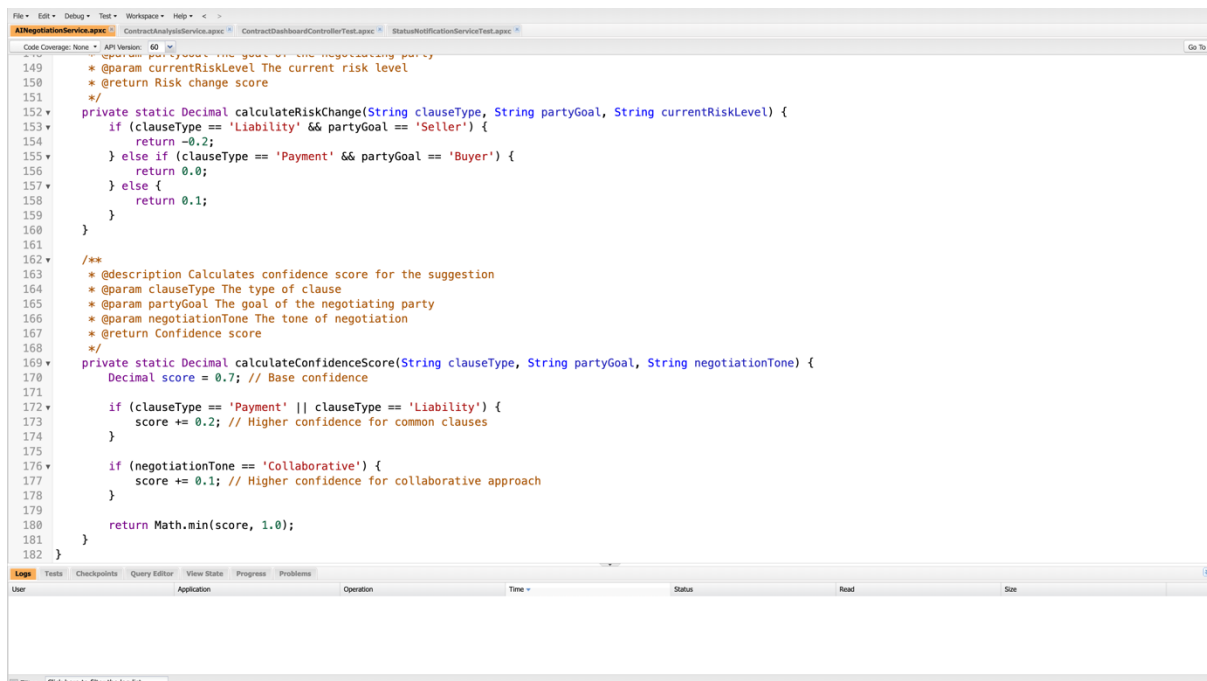 File Edit Debug Test Workspace Help < >
AINegotiationService.apxc ContractAnalysisService.apxc ContractDashboardControllerTest.apxc StatusNotificationServiceTest.apxc
Code Coverage: None API Version: 60 Go To
* @param partyGoal The goal of the negotiating party
149 * @param currentRiskLevel The current risk level
150 * @return Risk change score
151 */
152 private static Decimal calculateRiskChange(String clauseType, String partyGoal, String currentRiskLevel) {
153 if (clauseType == 'Liability' && partyGoal == 'Seller') {
154 return -0.2;
155 } else if (clauseType == 'Payment' && partyGoal == 'Buyer') {
156 return 0.0;
157 } else {
158 return 0.1;
159 }
160 }
161
162 /**
163 * @description Calculates confidence score for the suggestion
164 * @param clauseType The type of clause
165 * @param partyGoal The goal of the negotiating party
166 * @param negotiationTone The tone of negotiation
167 * @return Confidence score
168 */
169 private static Decimal calculateConfidenceScore(String clauseType, String partyGoal, String negotiationTone) {
170 Decimal score = 0.7; // Base confidence
171
172 if (clauseType == 'Payment' || clauseType == 'Liability') {
173 score += 0.2; // Higher confidence for common clauses
174 }
175
176 if (negotiationTone == 'Collaborative') {
177 score += 0.1; // Higher confidence for collaborative approach
178 }
179
180 return Math.min(score, 1.0);
181 }
182 }
Logs Tests Checkpoints Query Editor View State Progress Problems
User Application Operation Time Status Read Size